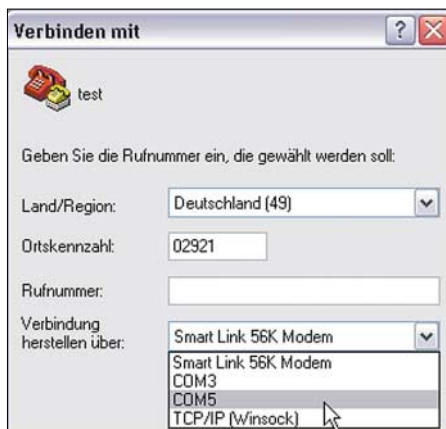 Verbinden mit
test
Geben Sie die Rufnummer ein, die gewählt werden soll:
Land/Region: Deutschland (49)
Ortskennzahl: 02921
Rufnummer:
Verbindung
herstellen über: Smart Link 56K Modem
Smart Link 56K Modem
COM3
COM5
TCP/IP (Winsock)